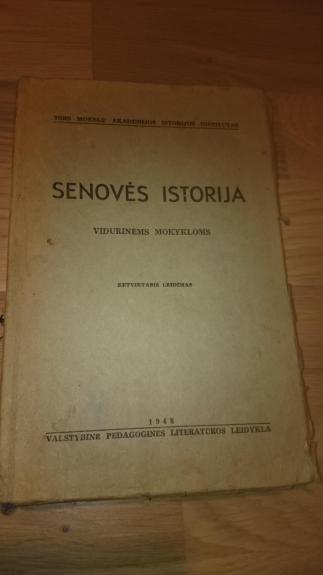 TSRS MOKSLŲ AKADEMIJOS ISTORIJOS INSTITUTAS
SENOVĖS ISTORIJA
VIDURINĖMS MOKYKLOMS
KETVIRTASIS LEIDIMAS
1948
VALSTYBINĖ PEDAGOGINĖS LITERATŪROS LEIDYKLA